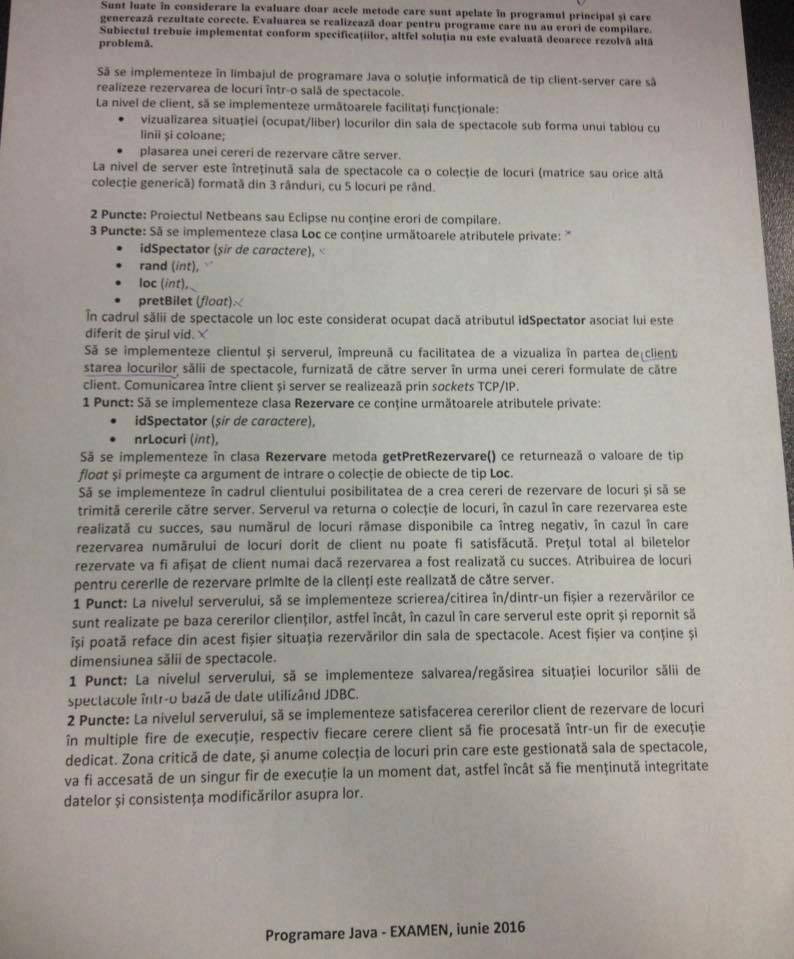 Sunt luate în considerare la evaluare doar acele metode care sunt apelate în programul principal și care
generează rezultate corecte. Evaluarea se realizează doar pentru programe care nu au erori de compilare.
Subiectul trebuie implementat conform specificațiilor, altfel soluția nu este evaluată deoarece rezolvă altă
problemă.
Să se implementeze în limbajul de programare Java o soluție informatică de tip client-server care să
realizeze rezervarea de locuri într-o sală de spectacole.
La nivel de client, să se implementeze următoarele facilitați funcționale:
• vizualizarea situației (ocupat/liber) locurilor din sala de spectacole sub forma unui tablou cu
linii și coloane;
• plasarea unei cereri de rezervare către server.
La nivel de server este întreținută sala de spectacole ca o colecție de locuri (matrice sau orice altă
colecție generică) formată din 3 rânduri, cu 5 locuri pe rând.
2 Puncte: Proiectul Netbeans sau Eclipse nu conține erori de compilare.
3 Puncte: Să se implementeze clasa Loc ce conține următoarele atributele private:
• idSpectator (șir de caractere),
• rand (int),
• loc (int),
• pretBilet (float).
În cadrul sălii de spectacole un loc este considerat ocupat dacă atributul idSpectator asociat lui este
diferit de șirul vid.
Să se implementeze clientul și serverul, împreună cu facilitatea de a vizualiza în partea de client
starea locurilor sălii de spectacole, furnizată de către server în urma unei cereri formulate de către
client. Comunicarea între client și server se realizează prin sockets TCP/IP.
1 Punct: Să se implementeze clasa Rezervare ce conține următoarele atributele private:
• idSpectator (șir de caractere),
• nrLocuri (int),
Să se implementeze în clasa Rezervare metoda getPretRezervare() ce returnează o valoare de tip
float și primește ca argument de intrare o colecție de obiecte de tip Loc.
Să se implementeze în cadrul clientului posibilitatea de a crea cereri de rezervare de locuri și să se
trimită cererile către server. Serverul va returna o colecție de locuri, în cazul în care rezervarea este
realizată cu succes, sau numărul de locuri rămase disponibile ca întreg negativ, în cazul în care
rezervarea numărului de locuri dorit de client nu poate fi satisfăcută. Prețul total al biletelor
rezervate va fi afișat de client numai dacă rezervarea a fost realizată cu succes. Atribuirea de locuri
pentru cererile de rezervare primite de la clienți este realizată de către server.
1 Punct: La nivelul serverului, să se implementeze scrierea/citirea în/dintr-un fișier a rezervărilor ce
sunt realizate pe baza cererilor clienților, astfel încât, în cazul în care serverul este oprit și repornit să
își poată reface din acest fișier situația rezervărilor din sala de spectacole. Acest fișier va conține și
dimensiunea sălii de spectacole.
1 Punct: La nivelul serverului, să se implementeze salvarea/regăsirea situației locurilor sălii de
spectacole într-o bază de date utilizând JDBC.
2 Puncte: La nivelul serverului, să se implementeze satisfacerea cererilor client de rezervare de locuri
în multiple fire de execuție, respectiv fiecare cerere client să fie procesată într-un fir de execuție
dedicat. Zona critică de date, și anume colecția de locuri prin care este gestionată sala de spectacole,
va fi accesată de un singur fir de execuție la un moment dat, astfel încât să fie menținută integritate
datelor și consistența modificărilor asupra lor.
Programare Java - EXAMEN, iunie 2016